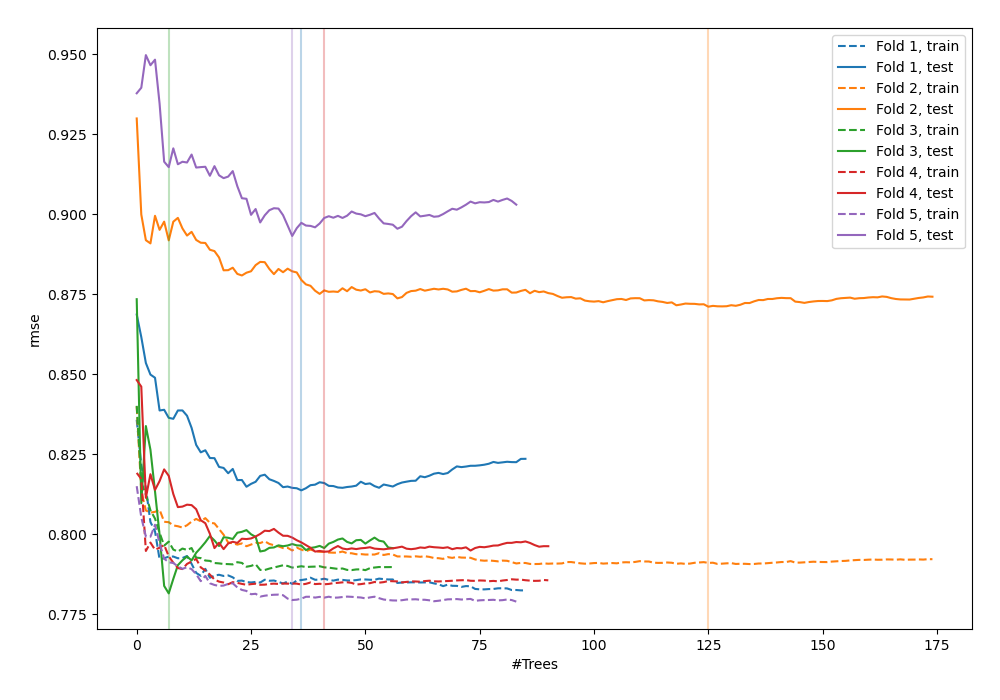 0.950
0.925
0.900
0.875
0.850
0.825
0.800
0.775
rmse
0
25
50
75
100
125
150
175
#Trees
Fold 1, train
Fold 1, test
Fold 2, train
Fold 2, test
Fold 3, train
Fold 3, test
Fold 4, train
Fold 4, test
Fold 5, train
Fold 5, test